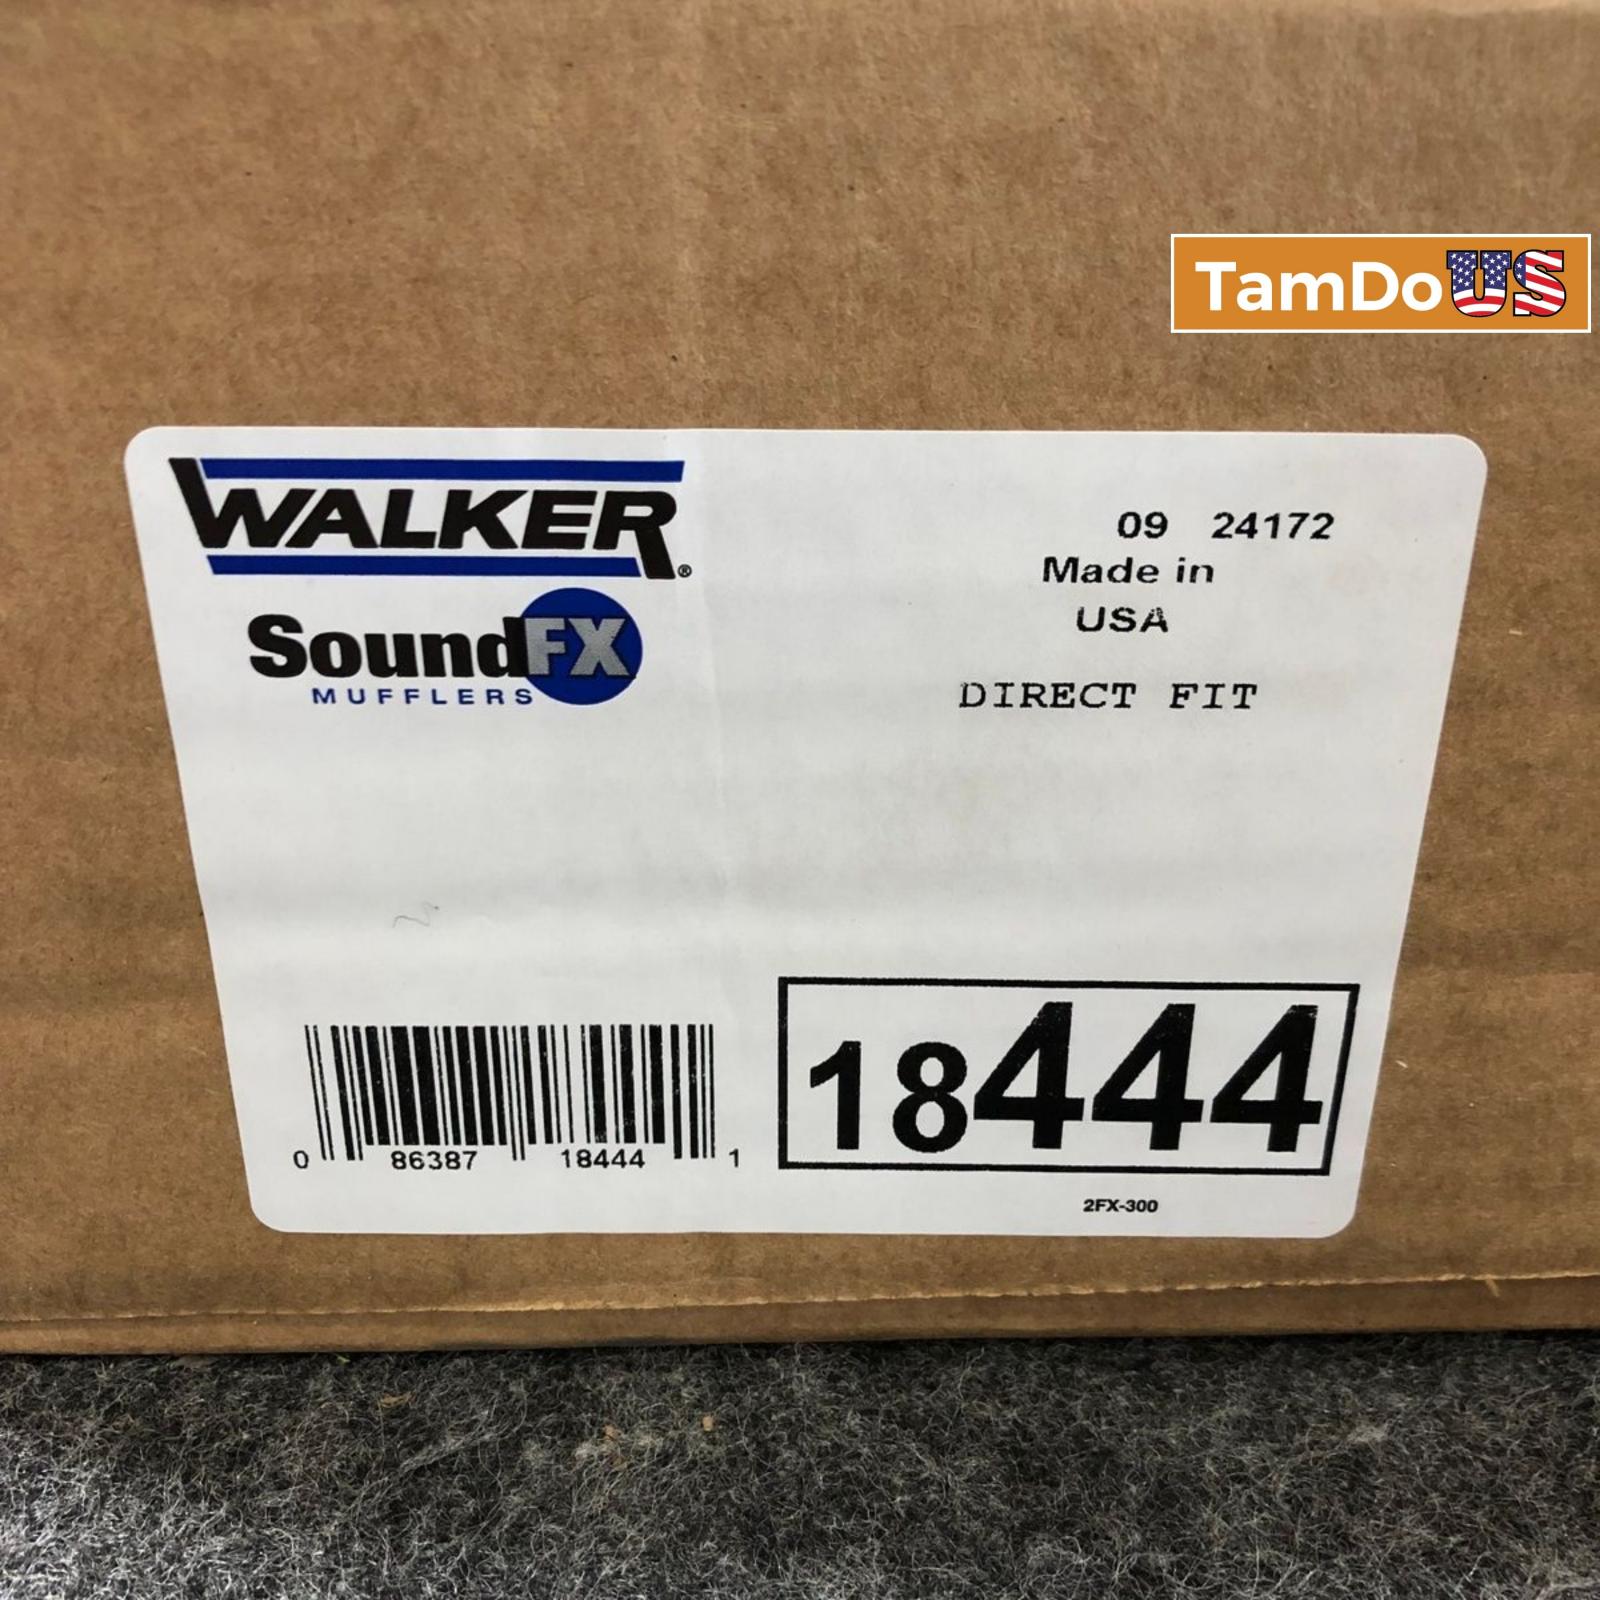 TamDoUS
WALKER®
SoundFX
MUFFLERS
09 24172
Made in
USA
DIRECT FIT
0 86387 18444 1
18444
2FX-300